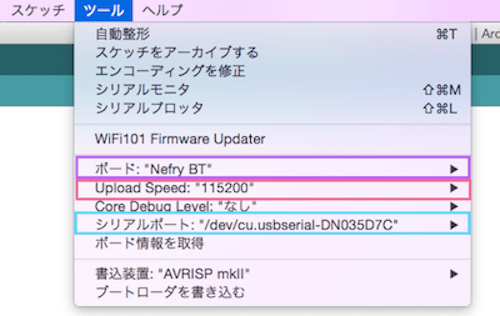 スケッチ ツール ヘルプ
| Arc
自動整形 ⌘T
スケッチをアーカイブする
エンコーディングを修正
シリアルモニタ ⇧⌘M
シリアルプロッタ ⇧⌘L
WiFi101 Firmware Updater
ボード: "Nefry BT"
Upload Speed: "115200"
Core Debug Level: "なし"
シリアルポート: "/dev/cu.usbserial-DN035D7C"
ボード情報を取得
書込装置: "AVRISP mkII"
ブートローダを書き込む